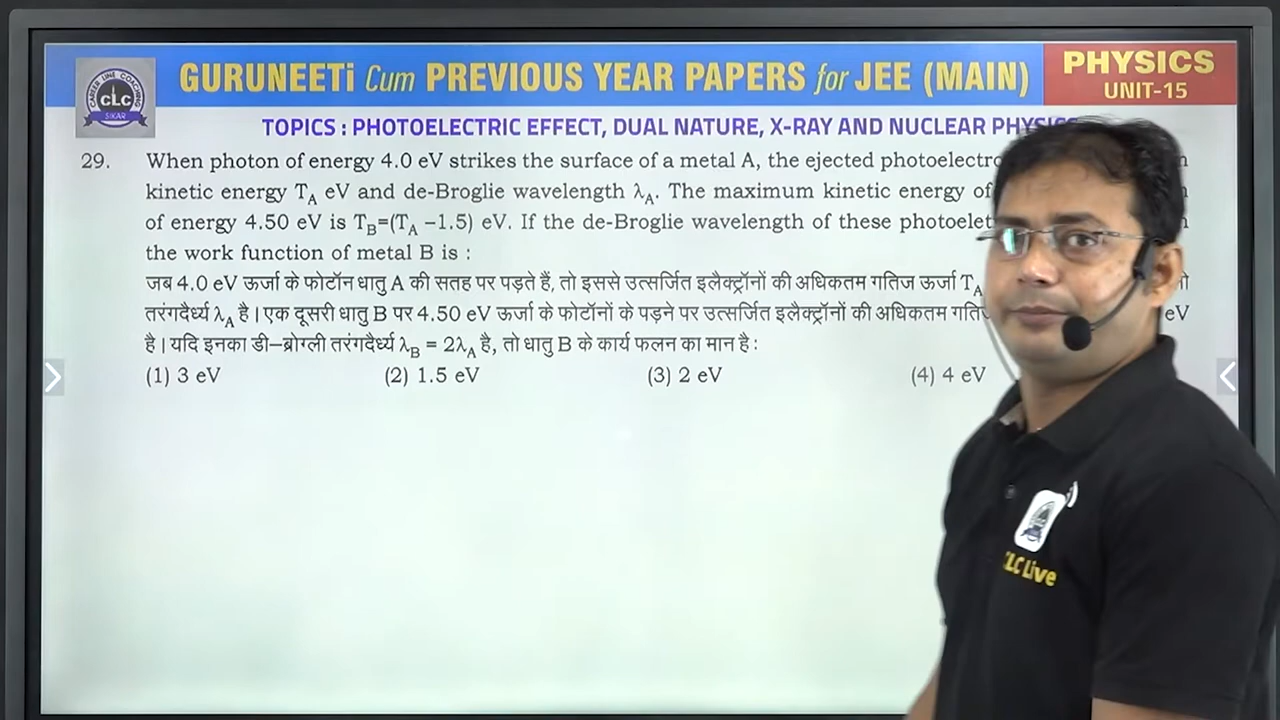 GURUNEETi Cum PREVIOUS YEAR PAPERS for JEE (MAIN)
PHYSICS
UNIT-15
CAREER LINE COACHING
CLC
SIKAR
TOPICS : PHOTOELECTRIC EFFECT, DUAL NATURE, X-RAY AND NUCLEAR
29. When photon of energy 4.0 eV strikes the surface of a metal A, the ejected
kinetic energy T_A eV and de-Broglie wavelength λ_A. The maximum kinetic energy of
of energy 4.50 eV is T_B=(T_A −1.5) eV. If the de-Broglie wavelength of these
the work function of metal B is :
जब 4.0 eV ऊर्जा के फोटॉन धातु A की सतह पर पड़ते हैं, तो इससे उत्सर्जित इलैक्ट्रॉनों की अधिकतम गतिज ऊर्जा T_A
तरंगदैर्ध्य λ_A है। एक दूसरी धातु B पर 4.50 eV ऊर्जा के फोटॉनों के पड़ने पर उत्सर्जित इलैक्ट्रॉनों की अधिकतम eV
है। यदि इनका डी–ब्रोग्ली तरंगदैर्ध्य λ_B = 2λ_A है, तो धातु B के कार्य फलन का मान है :
(1) 3 eV (2) 1.5 eV (3) 2 eV (4) 4 eV
Live